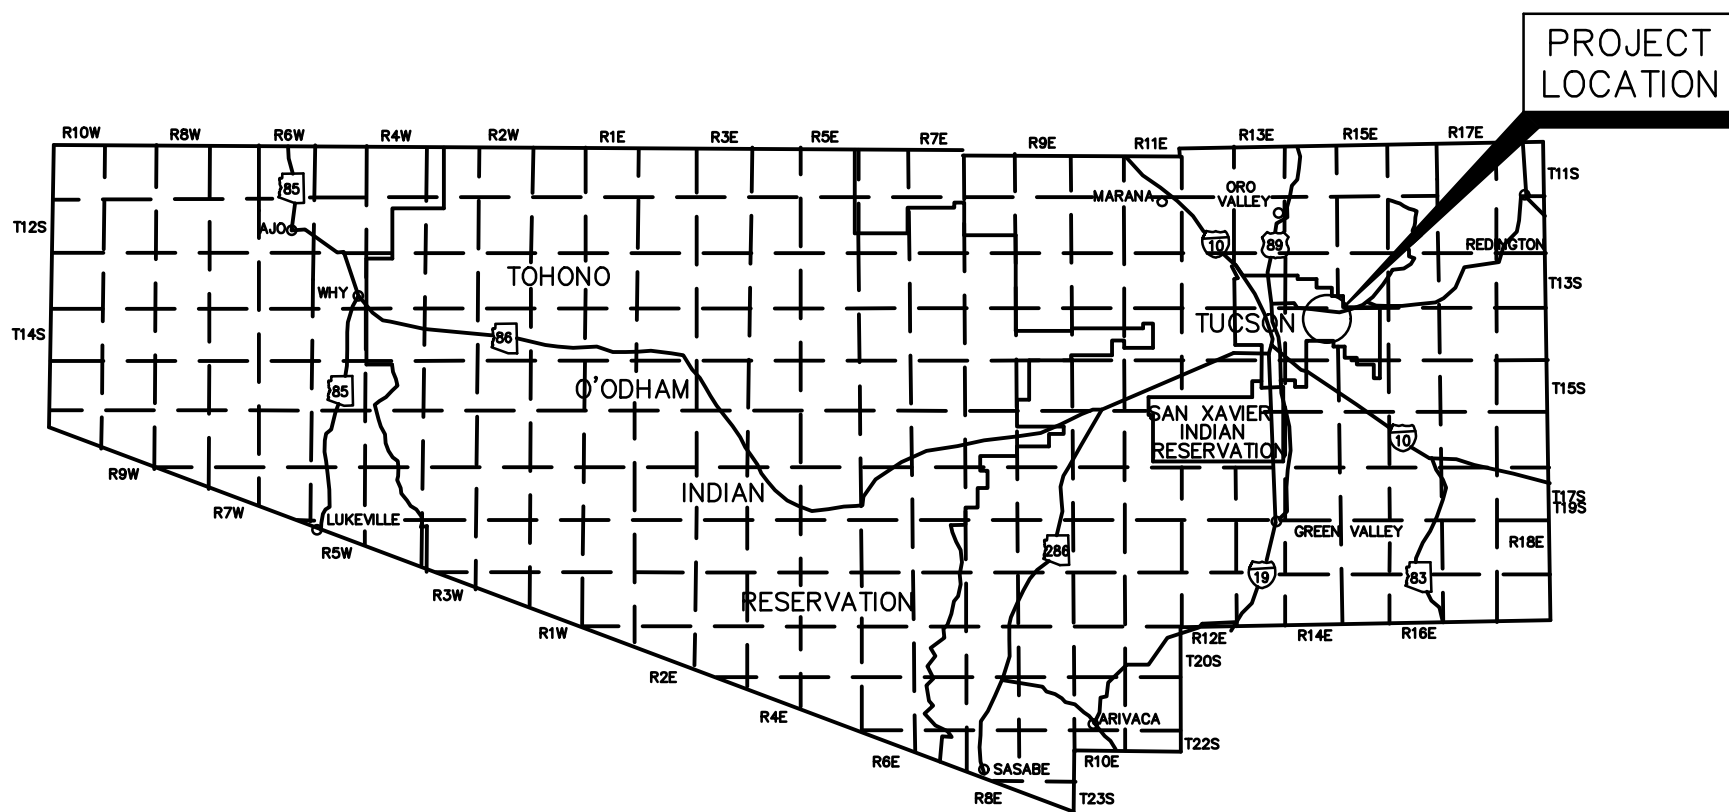 PROJECT
LOCATION
R10W
R8W
R6W
R4W
R2W
R1E
R3E
R5E
R7E
R9E
R11E
R13E
R15E
R17E
T11S
85
MARANA
ORO
VALLEY
T12S
AJO
10
89
REDINGTON
TOHONO
WHY
T13S
T14S
86
TUCSON
85
O'ODHAM
T15S
SAN XAVIER
INDIAN
RESERVATION
10
R9W
INDIAN
T17S
T19S
R7W
LUKEVILLE
GREEN VALLEY
R18E
R5W
286
19
83
R3W
RESERVATION
R1W
R12E
R14E
R16E
T20S
R2E
R4E
ARIVACA
T22S
R6E
R10E
SASABE
R8E
T23S